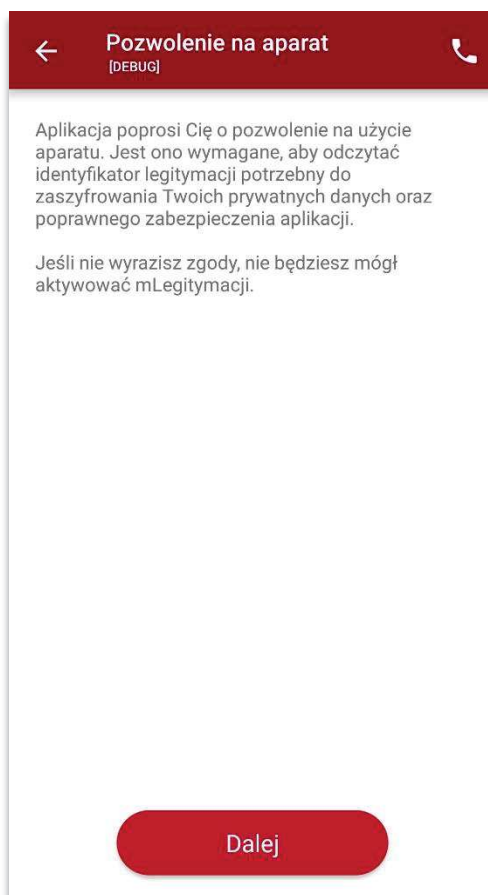 Pozwolenie na aparat
[DEBUG]
Aplikacja poprosi Cię o pozwolenie na użycie
aparatu. Jest ono wymagane, aby odczytać
identyfikator legitymacji potrzebny do
zaszyfrowania Twoich prywatnych danych oraz
poprawnego zabezpieczenia aplikacji.
Jeśli nie wyrazisz zgody, nie będziesz mógł
aktywować mLegitymacji.
Dalej